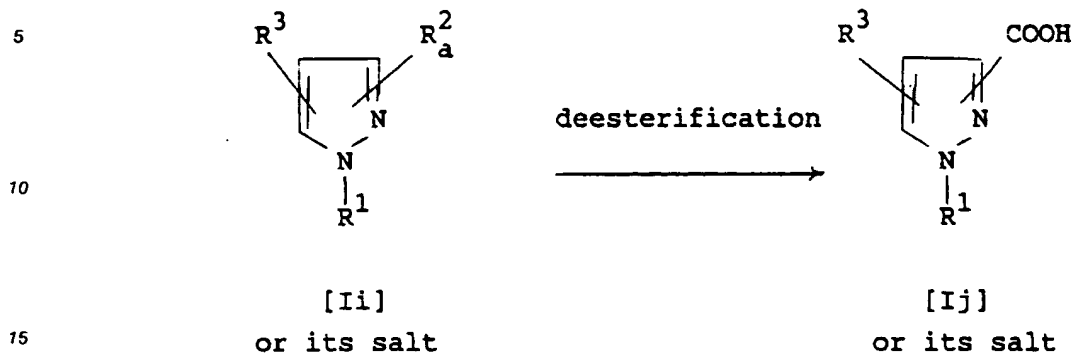 5 R³ R²ₐ R³ COOH
N deesterification N
N N
10
R¹ R¹
[Ii] [Ij]
15 or its salt or its salt